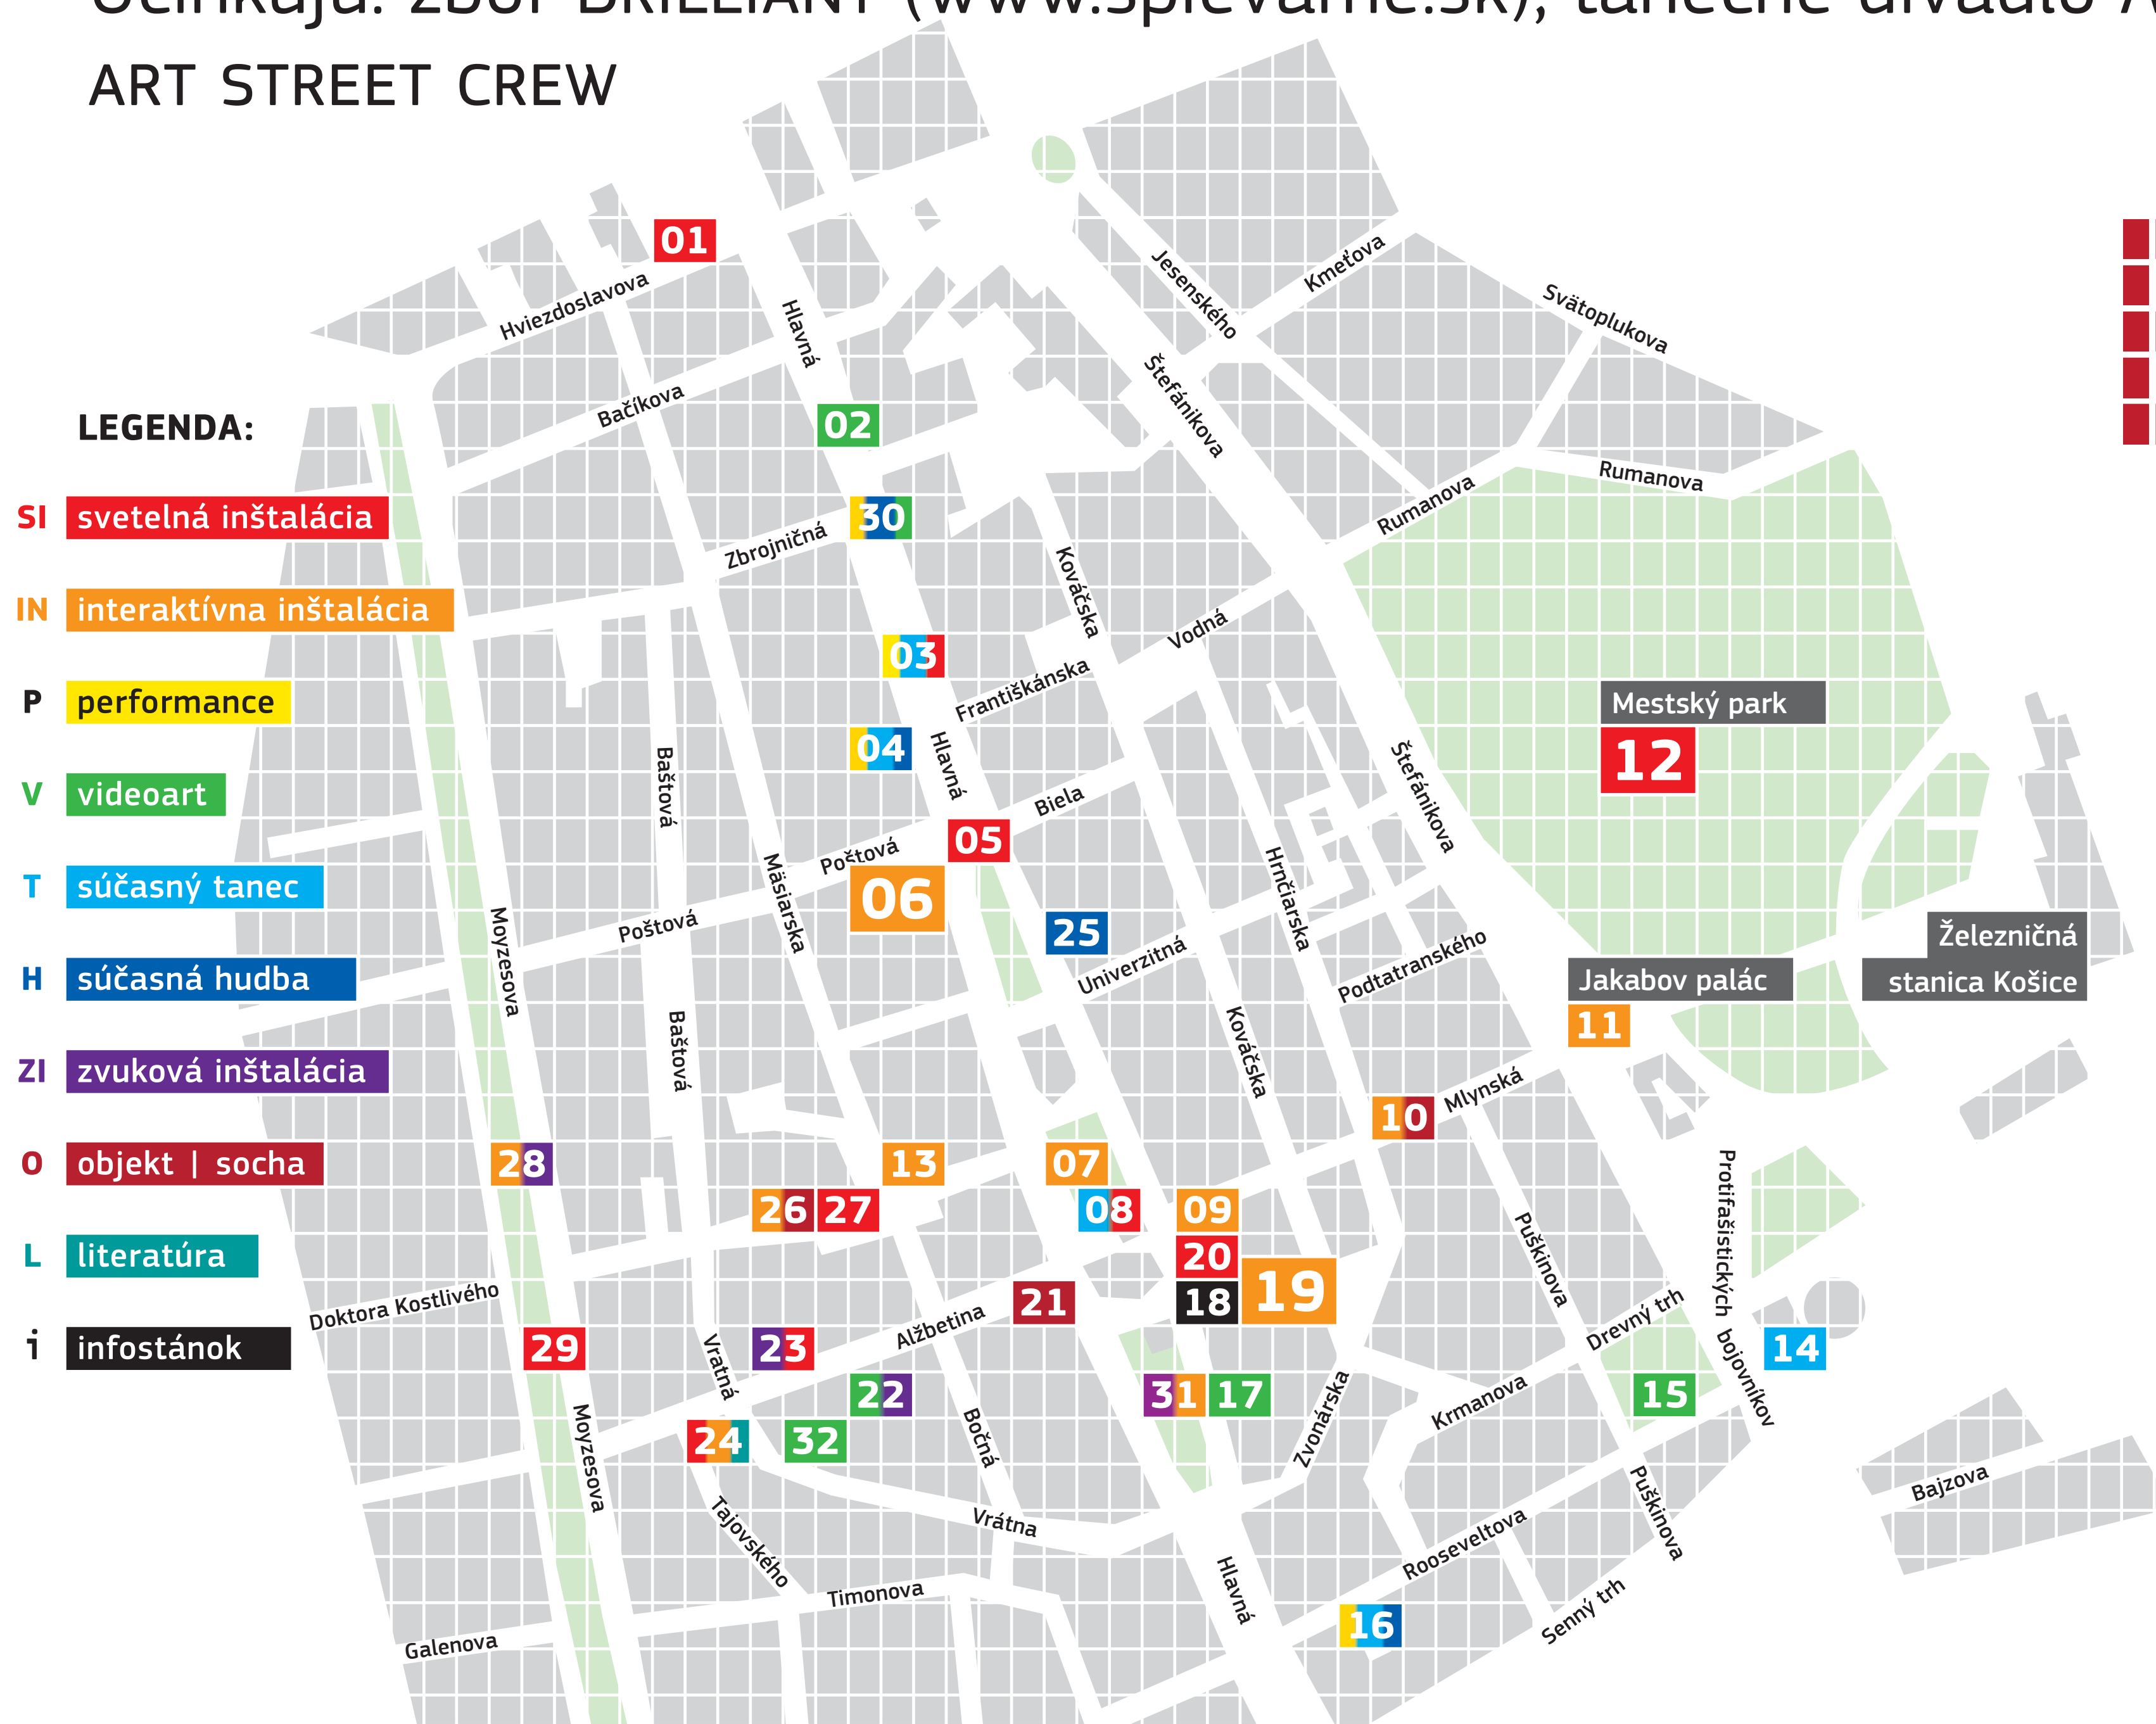 ART STREET CREW
LEGENDA:
SI svetelná inštalácia
IN interaktívna inštalácia
P performance
V videoart
T súčasný tanec
H súčasná hudba
ZI zvuková inštalácia
O objekt | socha
L literatúra
i infostánok
01
Hviezdoslavova
Hlavná
Jesenského
Kmeťova
Svätoplukova
Bačíkova
02
Štefánikova
Rumanova
Rumanova
30
Zbrojničná
Kováčska
Vodná
03
Františkánska
Mestský park
12
04
Hlavná
Baštová
Štefánikova
Biela
05
Poštová
06
Mäsiarska
Hrnčiarska
Poštová
25
Univerzitná
Podtatranského
Moyzesova
Železničná
stanica Košice
Jakabov palác
11
Baštová
Kováčska
Mlynská
10
28
13
07
26
27
08
09
20
18
19
21
Puškinova
Protifašistických bojovníkov
Doktora Kostlivého
Alžbetina
Drevný trh
29
Vratná
23
14
22
31
17
15
Krmanova
Zvonárska
Moyzesova
24
32
Bočná
Puškinova
Bajzova
Tajovského
Vrátna
Rooseveltova
Hlavná
Timonova
Senný trh
16
Galenova